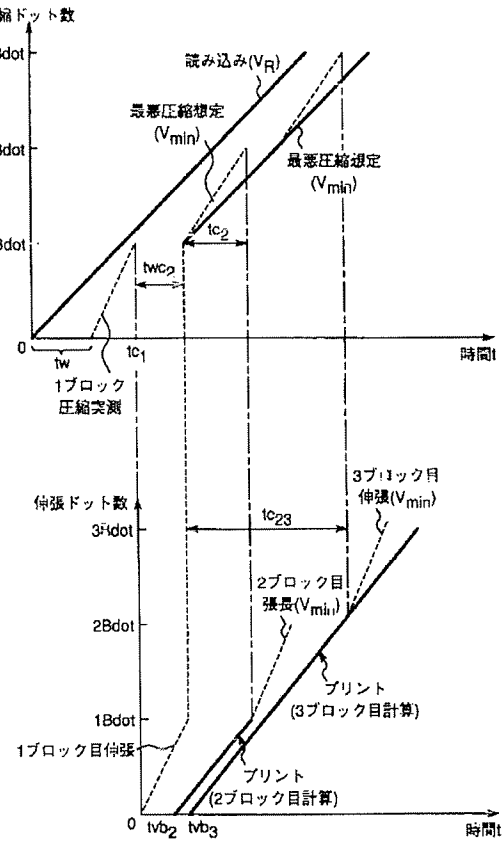 縮ドット数
Bdot
Bdot
Bdot
0
読み込み(VR)
最悪圧縮想定
(Vmin)
最悪圧縮想定
(Vmin)
tc2
twc2
tw
tc1
時間t
1ブロック
圧縮実測
伸張ドット数
3Bdot
2Bdot
1Bdot
0
tc23
3ブロック目
伸張(Vmin)
2ブロック目
張長(Vmin)
プリント
(3ブロック目計算)
1ブロック目伸張
プリント
(2ブロック目計算)
tvb2
tvb3
時間t